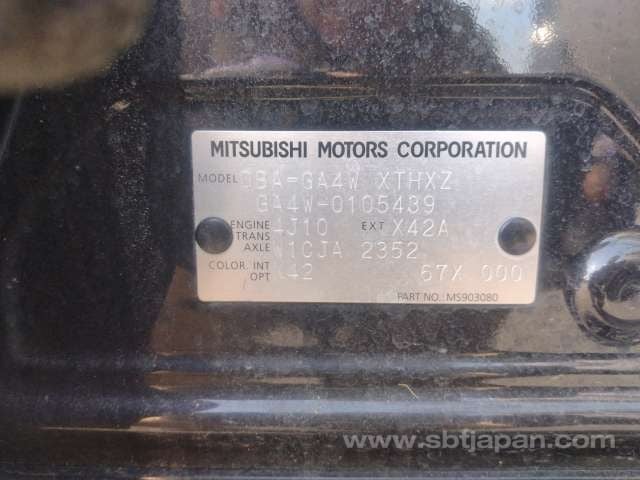 MITSUBISHI MOTORS CORPORATION
MODEL DBA-GA4W XTHXZ
GA4W-0105439
ENGINE 4J10 EXT X42A
TRANS
AXLE W1CJA 2352
COLOR. INT
OPT 42 67X 000
PART NO. MS903080
www.sbtjapan.com